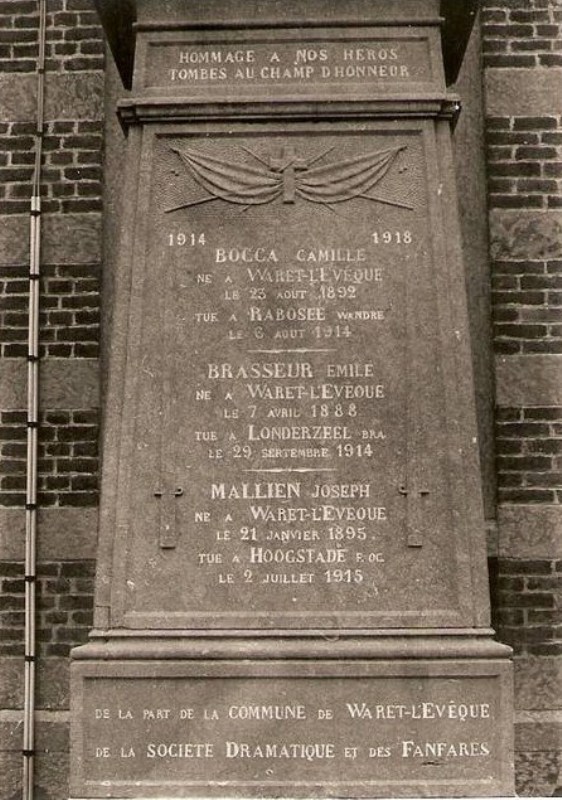 HOMMAGE A NOS HEROS
TOMBES AU CHAMP D'HONNEUR
1914 1918
BOCCA CAMILLE
NE A WARET-L'EVÊQUE
LE 23 AOUT 1892
TUE A RABOSEE WANDRE
LE 6 AOUT 1914
BRASSEUR EMILE
NE A WARET-L'EVEQUE
LE 7 AVRIL 1888
TUE A LONDERZEEL BRA
LE 29 SEPTEMBRE 1914
MALLIEN JOSEPH
NE A WARET-L'EVEQUE
LE 21 JANVIER 1895.
TUE A HOOGSTADE F. OC.
LE 2 JUILLET 1915
DE LA PART DE LA COMMUNE DE WARET-L'EVÊQUE
DE LA SOCIETE DRAMATIQUE ET DES FANFARES